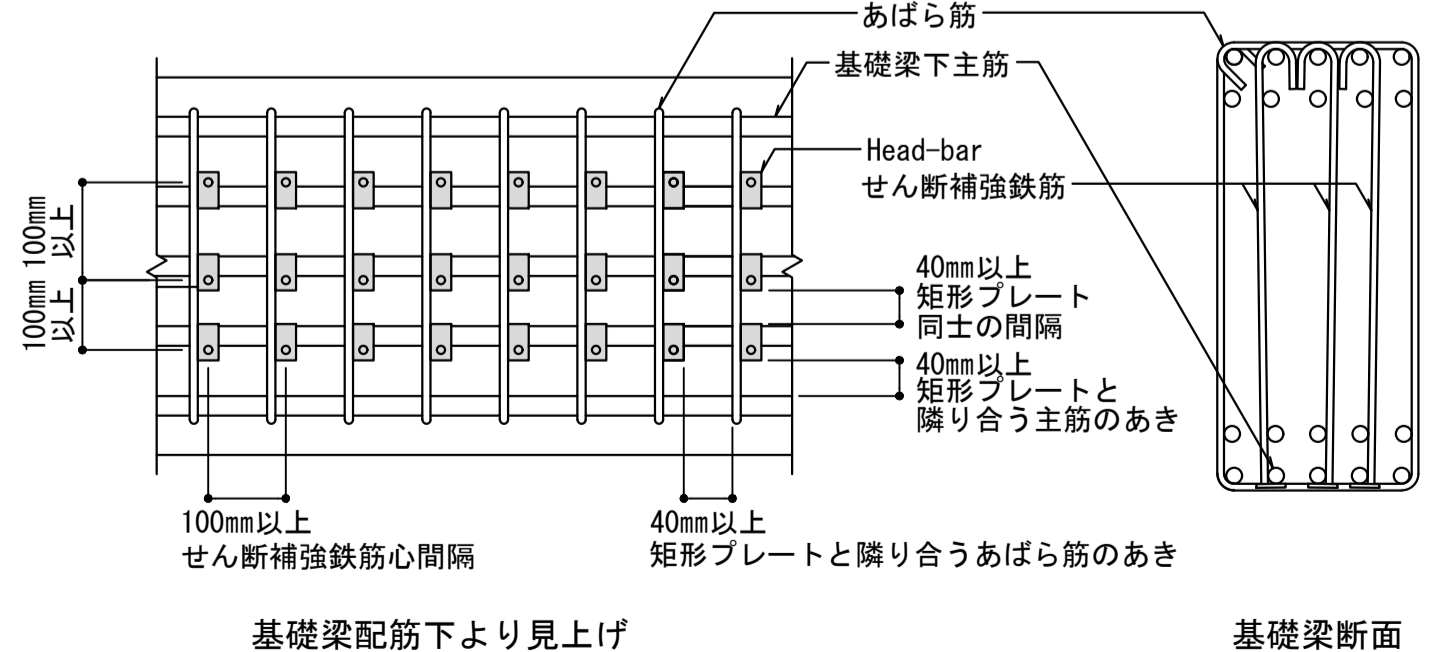 あばら筋
基礎梁下主筋
Head-bar
せん断補強鉄筋
100mm
以上
100mm
以上
40mm以上
矩形プレート
同士の間隔
40mm以上
矩形プレートと
隣り合う主筋のあき
100mm以上
せん断補強鉄筋心間隔
40mm以上
矩形プレートと隣り合うあばら筋のあき
基礎梁配筋下より見上げ
基礎梁断面